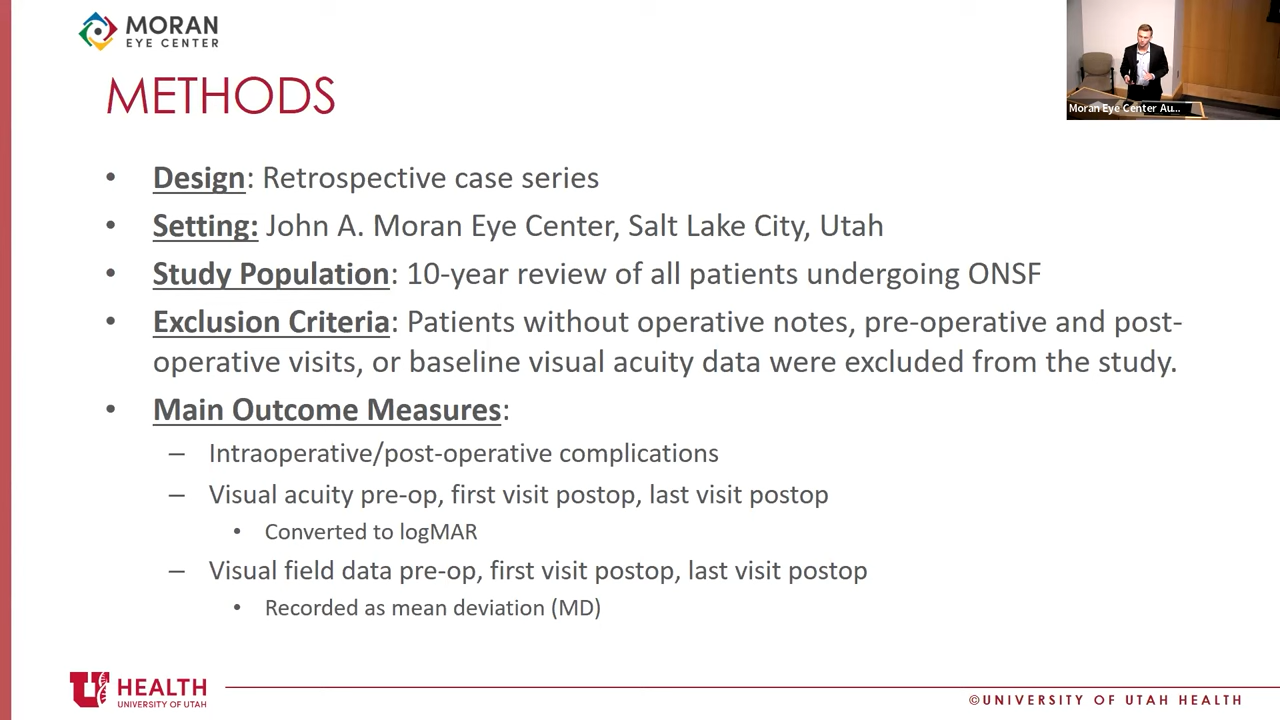 MORAN
EYE CENTER
METHODS
Moran Eye Center Au...
• Design: Retrospective case series
• Setting: John A. Moran Eye Center, Salt Lake City, Utah
• Study Population: 10-year review of all patients undergoing ONSF
• Exclusion Criteria: Patients without operative notes, pre-operative and post-
operative visits, or baseline visual acuity data were excluded from the study.
• Main Outcome Measures:
– Intraoperative/post-operative complications
– Visual acuity pre-op, first visit postop, last visit postop
• Converted to logMAR
– Visual field data pre-op, first visit postop, last visit postop
• Recorded as mean deviation (MD)
U HEALTH
UNIVERSITY OF UTAH
©UNIVERSITY OF UTAH HEALTH